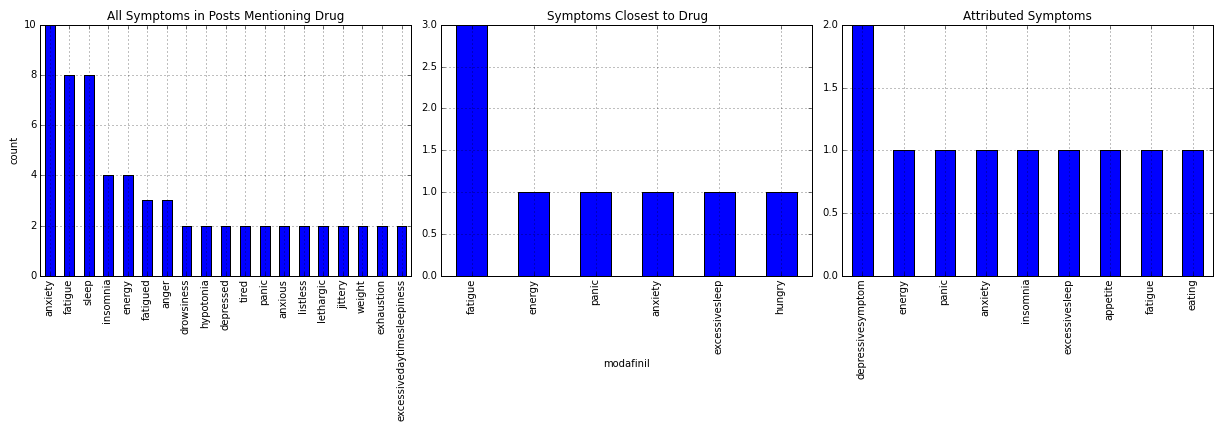 All Symptoms in Posts Mentioning Drug
10
8
6
4
2
0
count
anxiety
fatigue
sleep
insomnia
energy
fatigued
anger
drowsiness
hypotonia
depressed
tired
panic
anxious
listless
lethargic
jittery
weight
exhaustion
excessivedaytimesleepiness
Symptoms Closest to Drug
3.0
2.5
2.0
1.5
1.0
0.5
0.0
fatigue
energy
panic
anxiety
excessivesleep
hungry
modafinil
Attributed Symptoms
2.0
1.5
1.0
0.5
0.0
depressivesymptom
energy
panic
anxiety
insomnia
excessivesleep
appetite
fatigue
eating